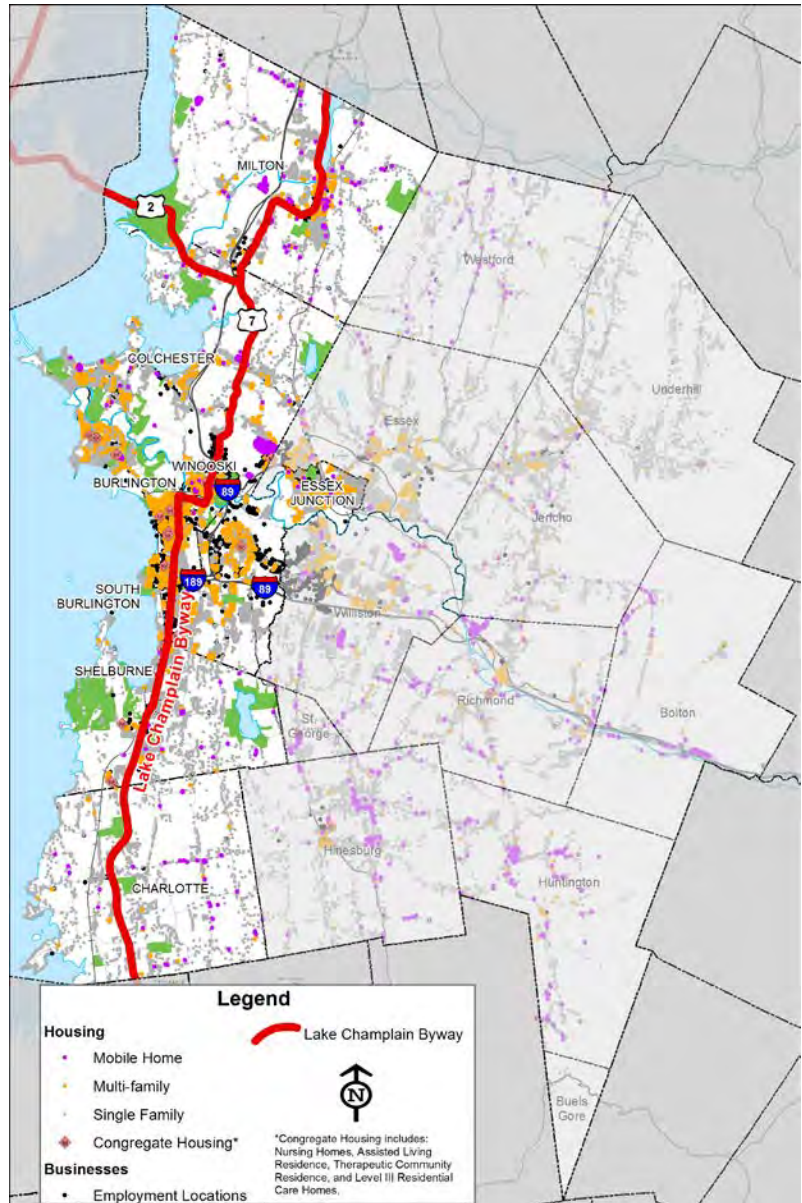 MILTON
2
Westford
7
COLCHESTER
Underhill
Essex
WINOOSKI
BURLINGTON
89
ESSEX
JUNCTION
Jericho
SOUTH
BURLINGTON
189
89
Williston
Lake Champlain Byway
SHELBURNE
Richmond
St.
George
Bolton
Hinesburg
Huntington
CHARLOTTE
Buels
Gore
Legend
Housing
Mobile Home
Multi-family
Single Family
Congregate Housing*
Businesses
Employment Locations
Lake Champlain Byway
N
*Congregate Housing includes:
Nursing Homes, Assisted Living
Residence, Therapeutic Community
Residence, and Level III Residential
Care Homes.